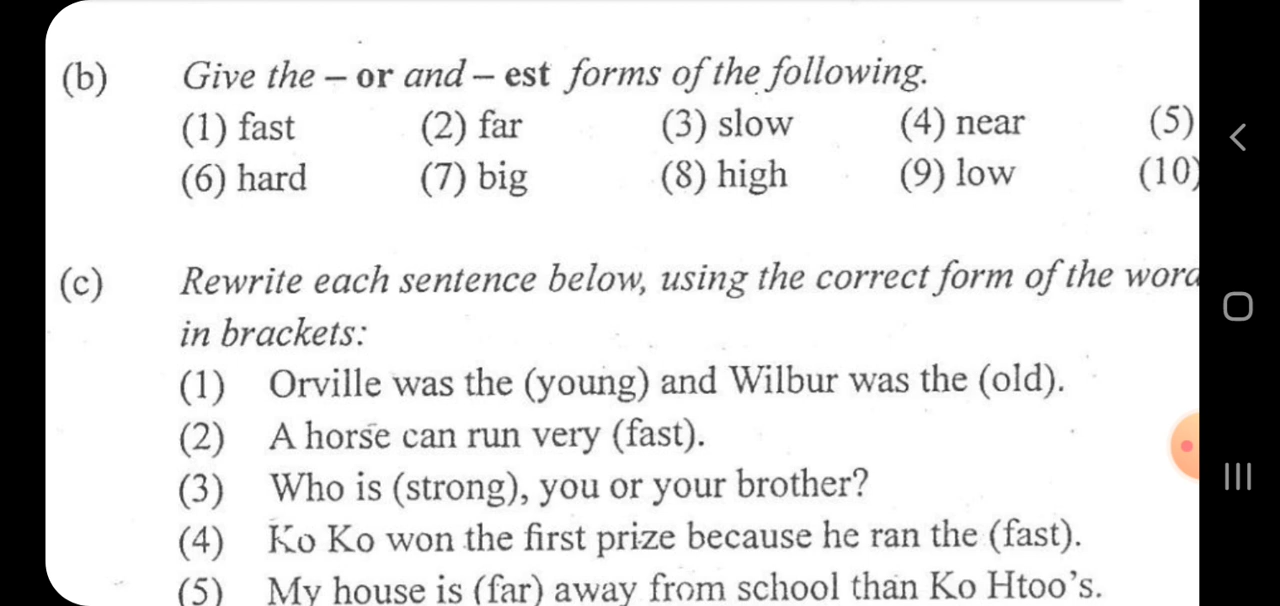 (b) Give the – or and – est forms of the following.
(1) fast (2) far (3) slow (4) near (5)
(6) hard (7) big (8) high (9) low (10)
(c) Rewrite each sentence below, using the correct form of the word
in brackets:
(1) Orville was the (young) and Wilbur was the (old).
(2) A horse can run very (fast).
(3) Who is (strong), you or your brother?
(4) Ko Ko won the first prize because he ran the (fast).
(5) My house is (far) away from school than Ko Htoo's.